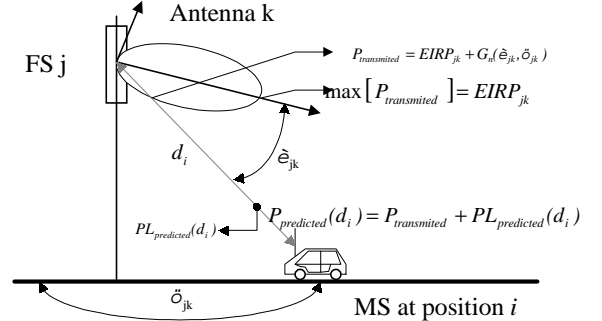 Antenna k
FS j
P_transmited = EIRP_jk + G_n(è_jk, ö_jk)
max[P_transmited] = EIRP_jk
d_i
è_jk
P_predicted(d_i) = P_transmited + PL_predicted(d_i)
PL_predicted(d_i)
ö_jk
MS at position i